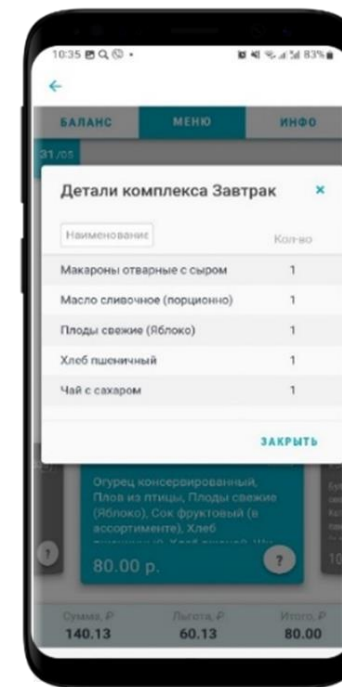 10:35
83%
БАЛАНС МЕНЮ ИНФО
31/05
Детали комплекса Завтрак ×
Наименование Кол-во
Макароны отварные с сыром 1
Масло сливочное (порционно) 1
Плоды свежие (Яблоко) 1
Хлеб пшеничный 1
Чай с сахаром 1
ЗАКРЫТЬ
Огурец консервированный,
Плов из птицы, Плоды свежие
(Яблоко), Сок фруктовый (в
ассортименте), Хлеб
80.00 р.
?
?
Сумма, ₽ Льгота, ₽ Итого, ₽
140.13 60.13 80.00